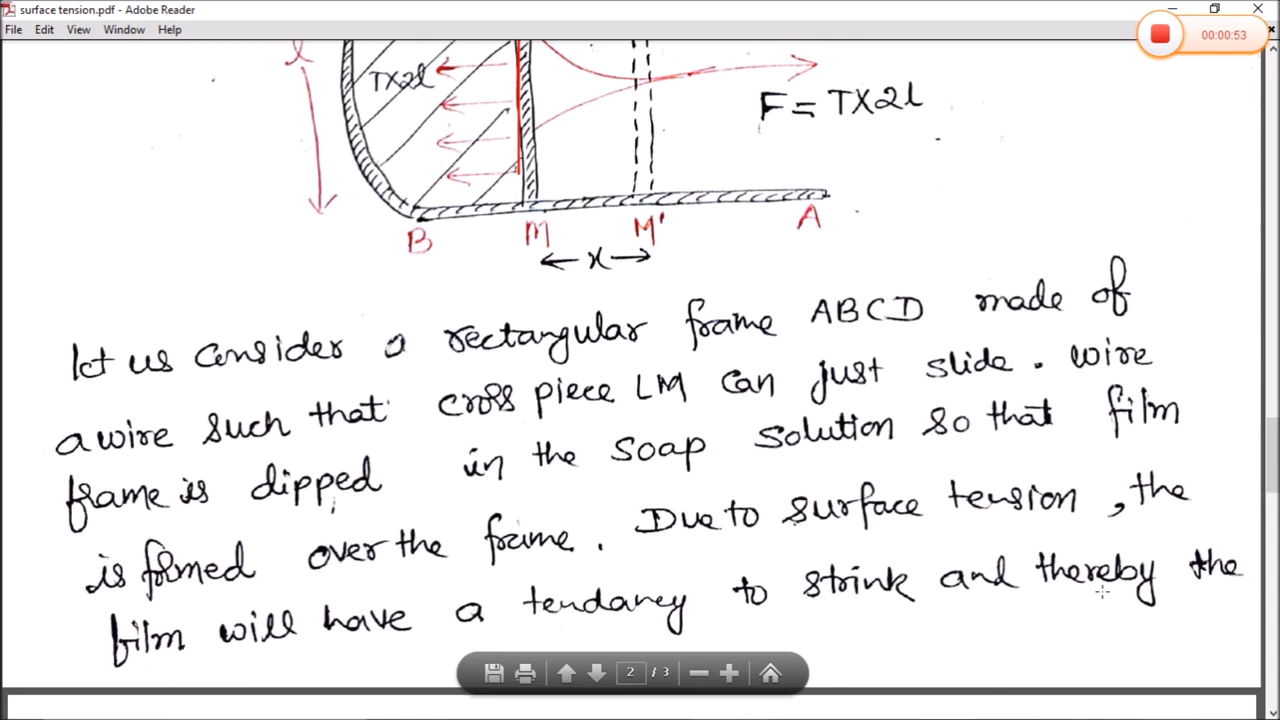 surface tension.pdf - Adobe Reader
File Edit View Window Help
00:00:53
l
TX2l
F = TX2l
B M M' A
x
let us consider a rectangular frame ABCD made of
a wire such that cross piece LM can just slide. wire
frame is dipped in the soap solution so that film
is formed over the frame. Due to surface tension, the
film will have a tendancy to strink and thereby the
2 / 3